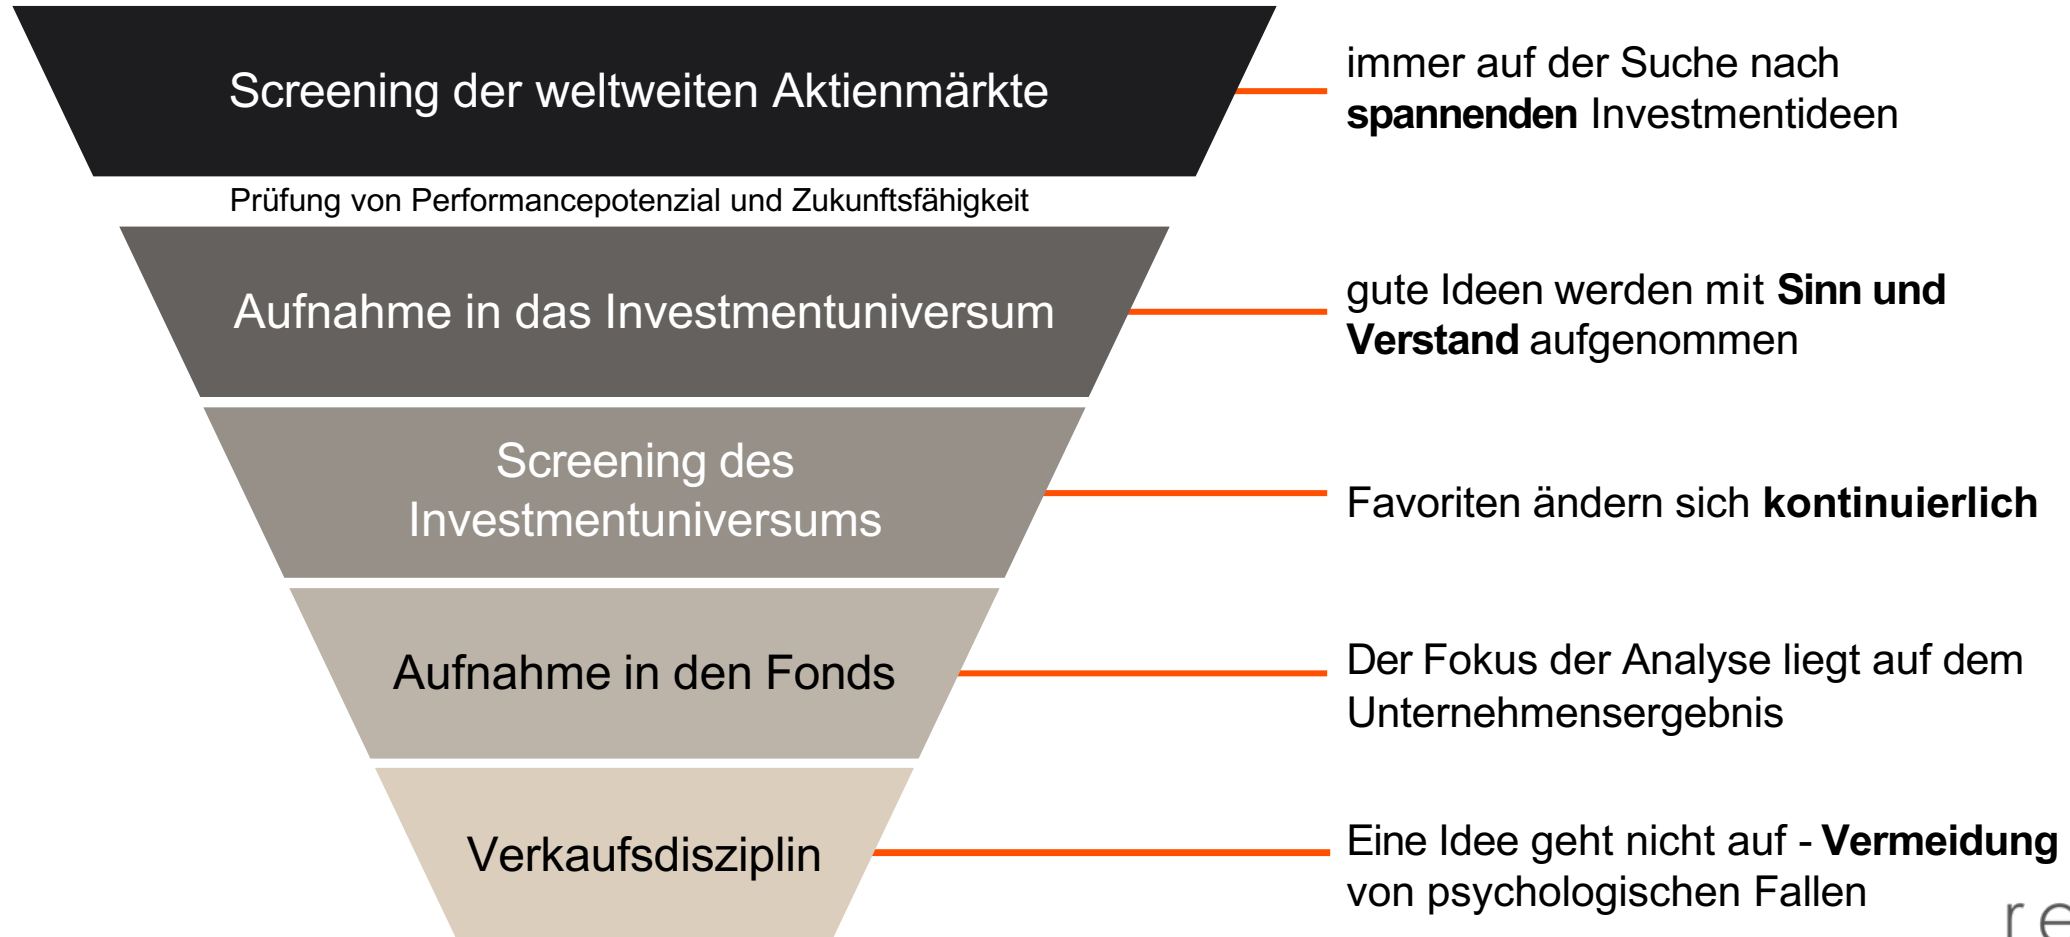 Screening der weltweiten Aktienmärkte
immer auf der Suche nach
spannenden Investmentideen
Prüfung von Performancepotenzial und Zukunftsfähigkeit
Aufnahme in das Investmentuniversum
gute Ideen werden mit Sinn und
Verstand aufgenommen
Screening des
Investmentuniversums
Favoriten ändern sich kontinuierlich
Aufnahme in den Fonds
Der Fokus der Analyse liegt auf dem
Unternehmensergebnis
Verkaufsdisziplin
Eine Idee geht nicht auf - Vermeidung
von psychologischen Fallen